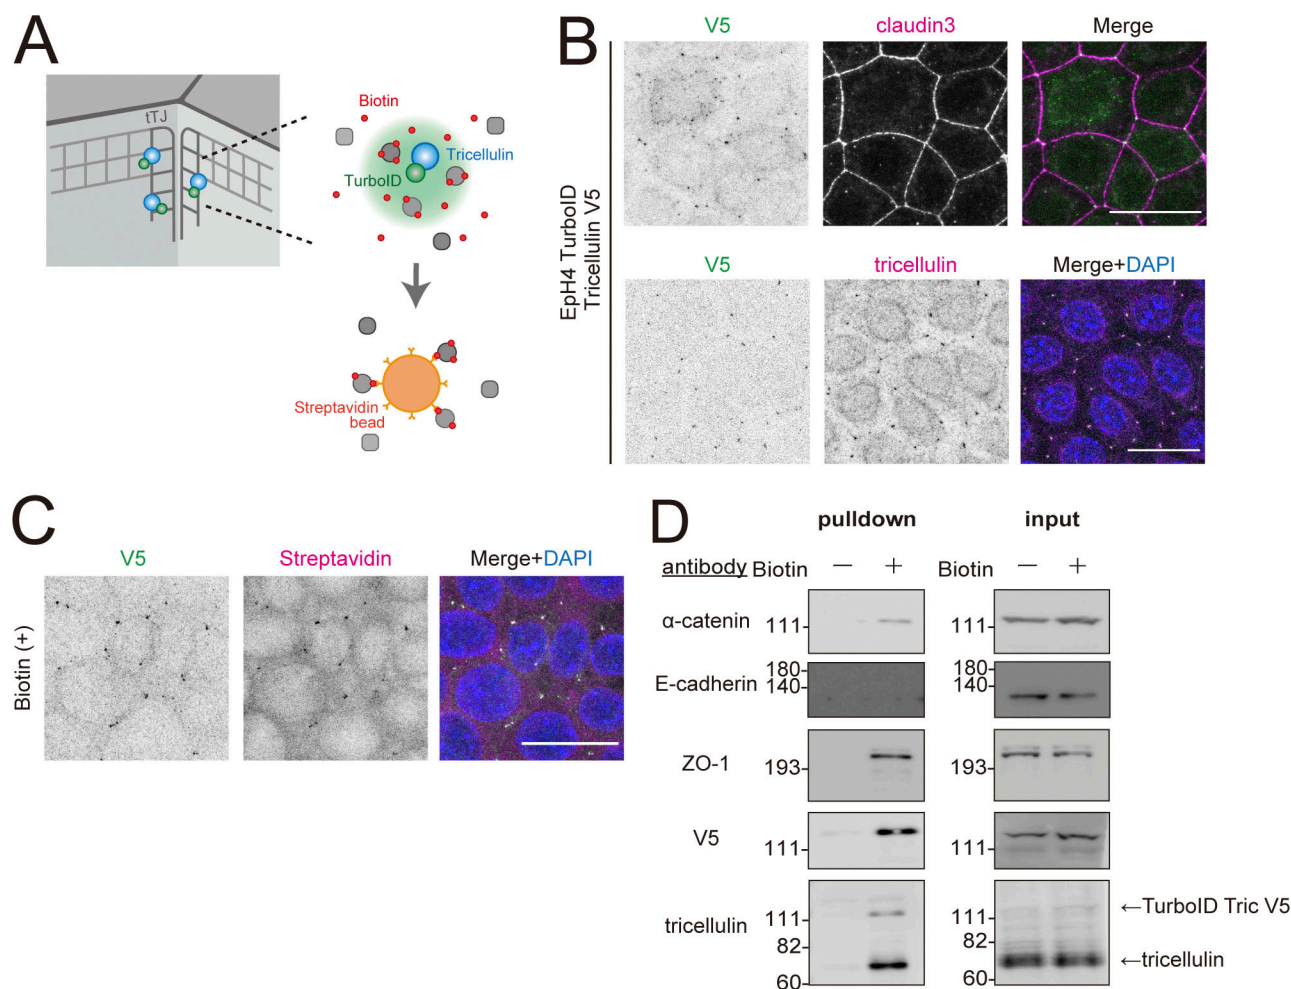 A
tTJ
Biotin
Tricellulin
TurboID
Streptavidin
bead
B
EpH4 TurboID
Tricellulin V5
V5
claudin3
Merge
V5
tricellulin
Merge+DAPI
C
Biotin (+)
V5
Streptavidin
Merge+DAPI
D
pulldown
input
antibody
Biotin
—
+
Biotin
—
+
α-catenin
111-
111-
E-cadherin
180-
140-
180-
140-
ZO-1
193-
193-
V5
111-
111-
tricellulin
111-
82-
60-
111-
82-
60-
←TurboID Tric V5
←tricellulin